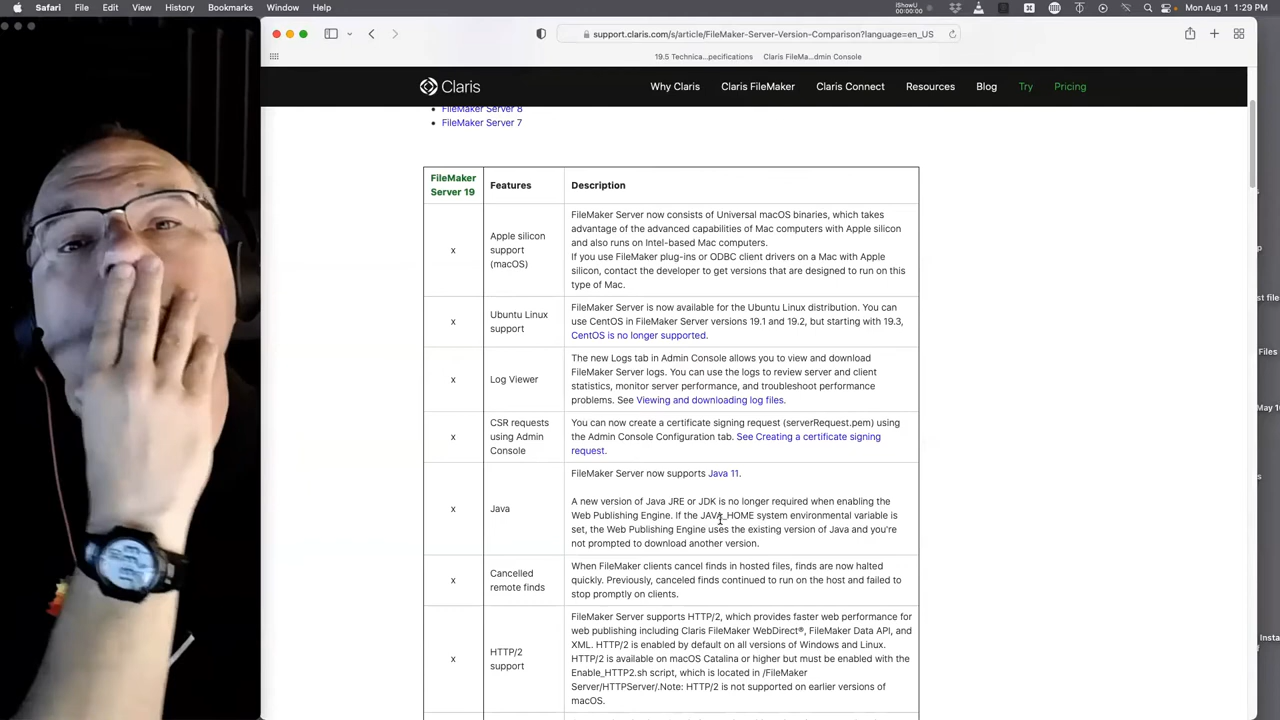 Safari File Edit View History Bookmarks Window Help
iShowU
00:00:00
Mon Aug 1 1:29 PM
support.claris.com/s/article/FileMaker-Server-Version-Comparison?language=en_US
19.5 Technica...pecifications Claris FileMa...dmin Console
Claris
Why Claris Claris FileMaker Claris Connect Resources Blog Try Pricing
FileMaker Server 8
FileMaker Server 7
FileMaker
Server 19
Features
Description
x
Apple silicon
support
(macOS)
FileMaker Server now consists of Universal macOS binaries, which takes
advantage of the advanced capabilities of Mac computers with Apple silicon
and also runs on Intel-based Mac computers.
If you use FileMaker plug-ins or ODBC client drivers on a Mac with Apple
silicon, contact the developer to get versions that are designed to run on this
type of Mac.
x
Ubuntu Linux
support
FileMaker Server is now available for the Ubuntu Linux distribution. You can
use CentOS in FileMaker Server versions 19.1 and 19.2, but starting with 19.3,
CentOS is no longer supported.
x
Log Viewer
The new Logs tab in Admin Console allows you to view and download
FileMaker Server logs. You can use the logs to review server and client
statistics, monitor server performance, and troubleshoot performance
problems. See Viewing and downloading log files.
x
CSR requests
using Admin
Console
You can now create a certificate signing request (serverRequest.pem) using
the Admin Console Configuration tab. See Creating a certificate signing
request.
x
Java
FileMaker Server now supports Java 11.
A new version of Java JRE or JDK is no longer required when enabling the
Web Publishing Engine. If the JAVA_HOME system environmental variable is
set, the Web Publishing Engine uses the existing version of Java and you're
not prompted to download another version.
x
Cancelled
remote finds
When FileMaker clients cancel finds in hosted files, finds are now halted
quickly. Previously, canceled finds continued to run on the host and failed to
stop promptly on clients.
x
HTTP/2
support
FileMaker Server supports HTTP/2, which provides faster web performance for
web publishing including Claris FileMaker WebDirect®, FileMaker Data API, and
XML. HTTP/2 is enabled by default on all versions of Windows and Linux.
HTTP/2 is available on macOS Catalina or higher but must be enabled with the
Enable_HTTP2.sh script, which is located in /FileMaker
Server/HTTPServer/.Note: HTTP/2 is not supported on earlier versions of
macOS.
Files